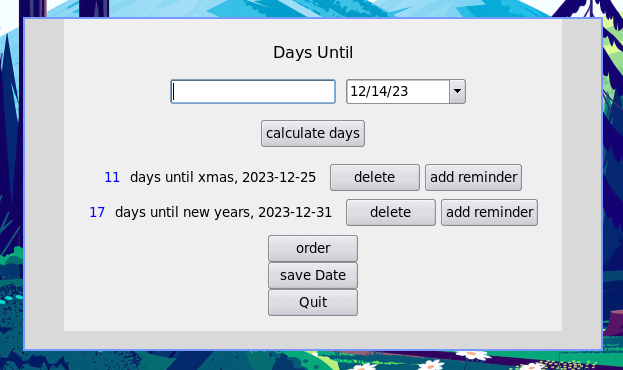 Days Until
12/14/23
calculate days
11 days until xmas, 2023-12-25 delete add reminder
17 days until new years, 2023-12-31 delete add reminder
order
save Date
Quit